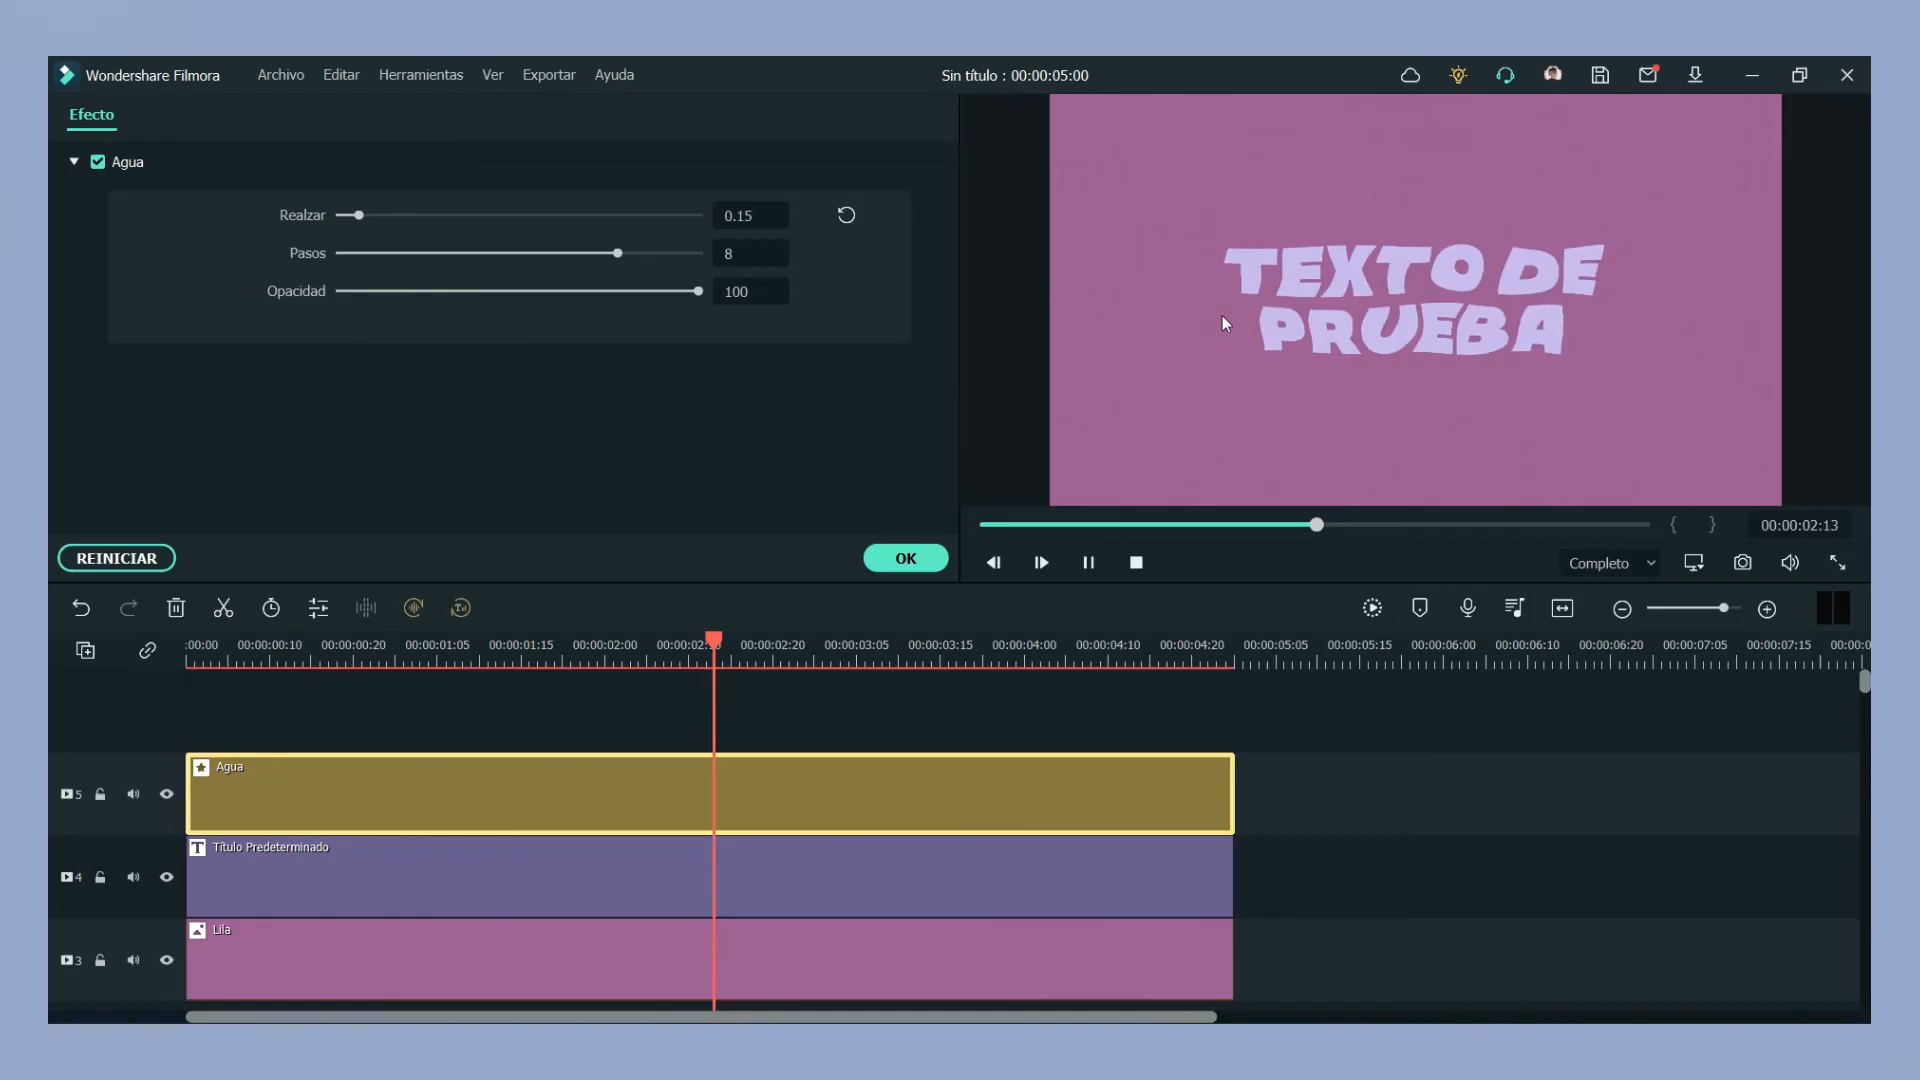 Wondershare Filmora Archivo Editar Herramientas Ver Exportar Ayuda Sin título : 00:00:05:00
Efecto
Agua
Realzar 0.15
Pasos 8
Opacidad 100
TEXTO DE
PRUEBA
00:00:02:13
REINICIAR OK
Completo
:00:00 00:00:00:10 00:00:00:20 00:00:01:05 00:00:01:15 00:00:02:00 00:00:02:20 00:00:03:05 00:00:03:15 00:00:04:00 00:00:04:10 00:00:04:20 00:00:05:05 00:00:05:15 00:00:06:00 00:00:06:10 00:00:06:20 00:00:07:05 00:00:07:15
Agua
5
Título Predeterminado
4
Lila
3